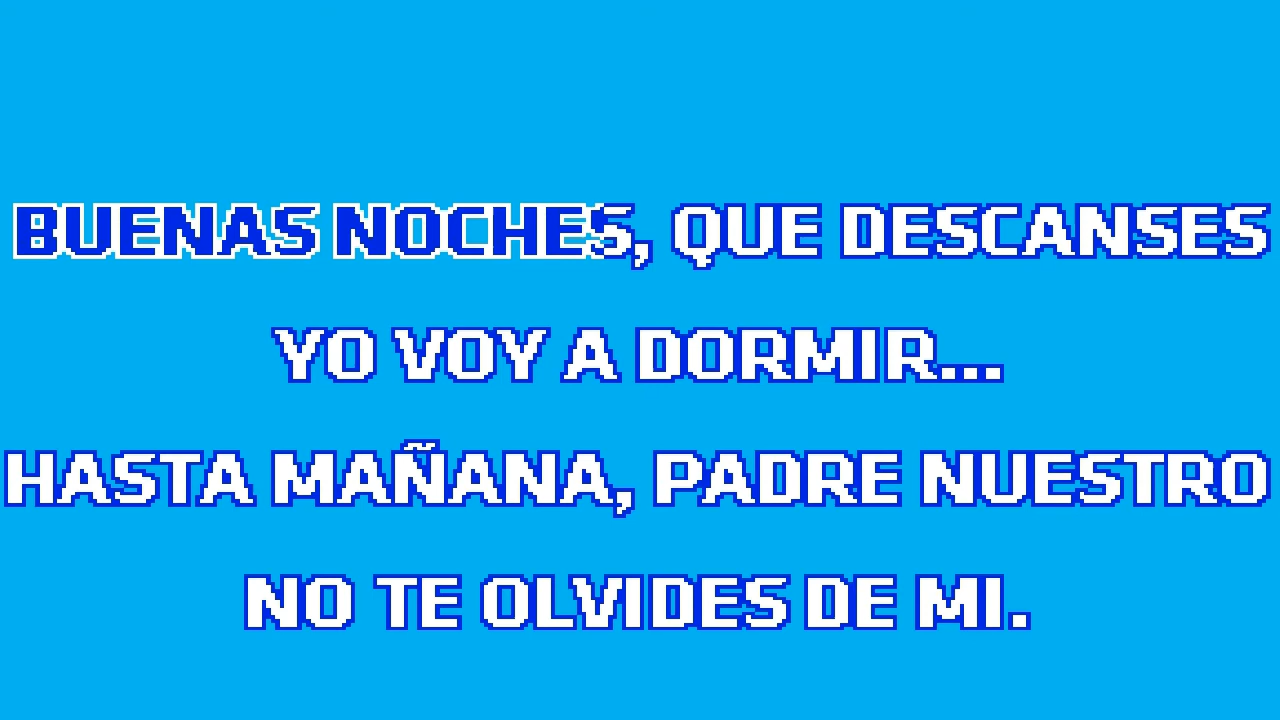 BUENAS NOCHES, QUE DESCANSES
YO VOY A DORMIR...
HASTA MAÑANA, PADRE NUESTRO
NO TE OLVIDES DE MI.